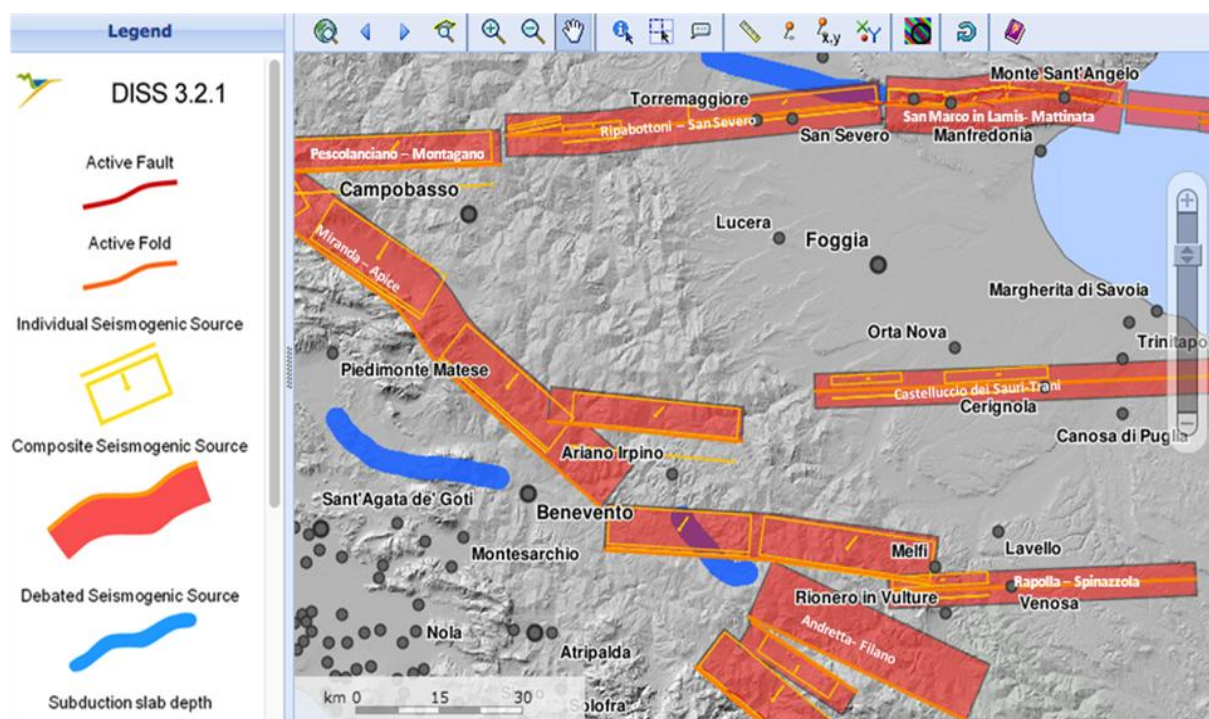 Legend
DISS 3.2.1
Active Fault
Active Fold
Individual Seismogenic Source
Composite Seismogenic Source
Debated Seismogenic Source
Subduction slab depth
x,y
XY
Monte Sant'Angelo
Torremaggiore
Ripabottoni – San Severo
San Marco in Lamis- Mattinata
San Severo
Manfredonia
Pescolanciano – Montagano
Campobasso
Lucera
Foggia
Miranda – Apice
Margherita di Savoia
Orta Nova
Trinitapo
Piedimonte Matese
Castelluccio dei Sauri-Trani
Cerignola
Canosa di Puglia
Ariano Irpino
Sant'Agata de' Goti
Benevento
Montesarchio
Melfi
Lavello
Rapolla – Spinazzola
Rionero in Vulture
Venosa
Andretta- Filano
Nola
Atripalda
km 0 15 30
olofra